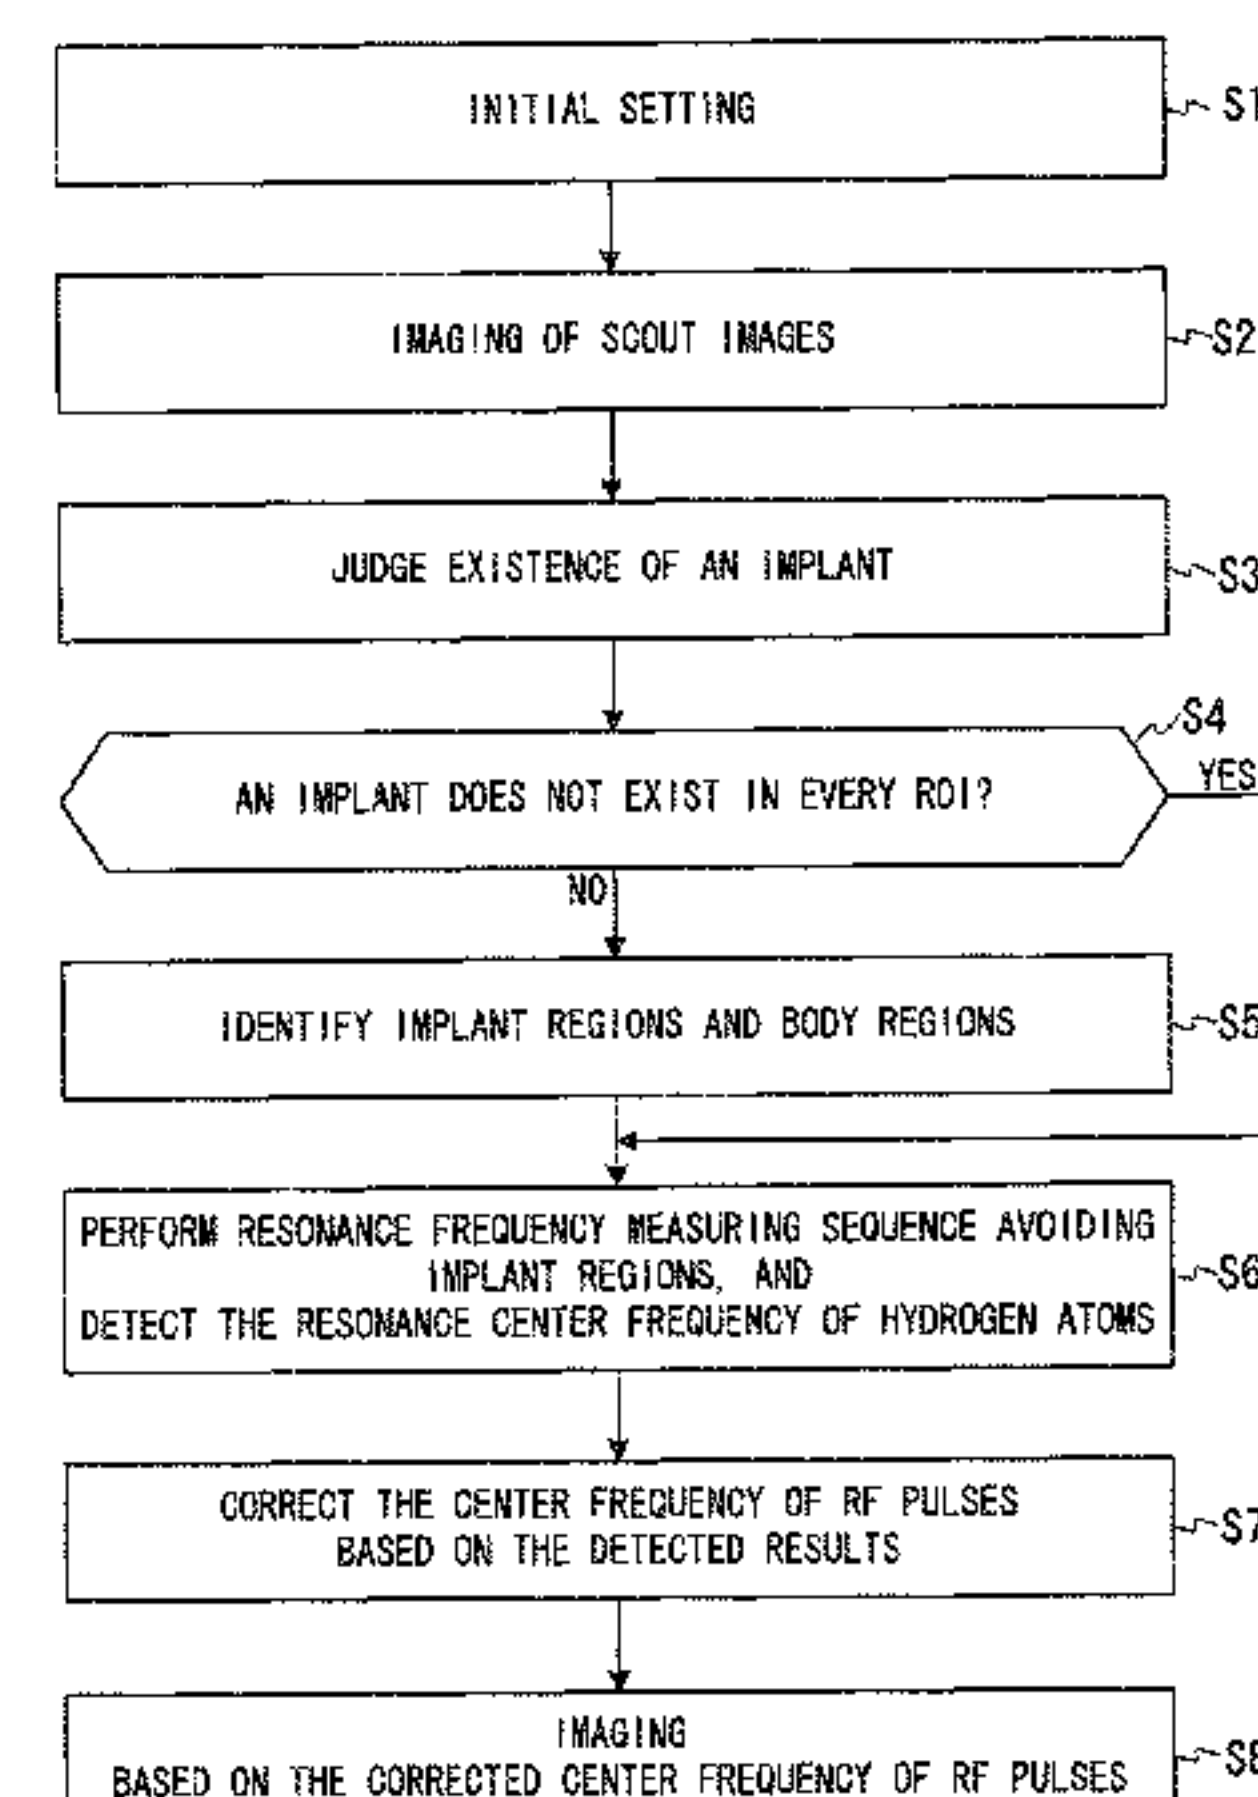 INITIAL SETTING
S1
IMAGING OF SCOUT IMAGES
S2
JUDGE EXISTENCE OF AN IMPLANT
S3
S4
AN IMPLANT DOES NOT EXIST IN EVERY ROI?
YES
NO
IDENTIFY IMPLANT REGIONS AND BODY REGIONS
S5
PERFORM RESONANCE FREQUENCY MEASURING SEQUENCE AVOIDING
IMPLANT REGIONS, AND
DETECT THE RESONANCE CENTER FREQUENCY OF HYDROGEN ATOMS
S6
CORRECT THE CENTER FREQUENCY OF RF PULSES
BASED ON THE DETECTED RESULTS
S7
IMAGING
BASED ON THE CORRECTED CENTER FREQUENCY OF RF PULSES
S8